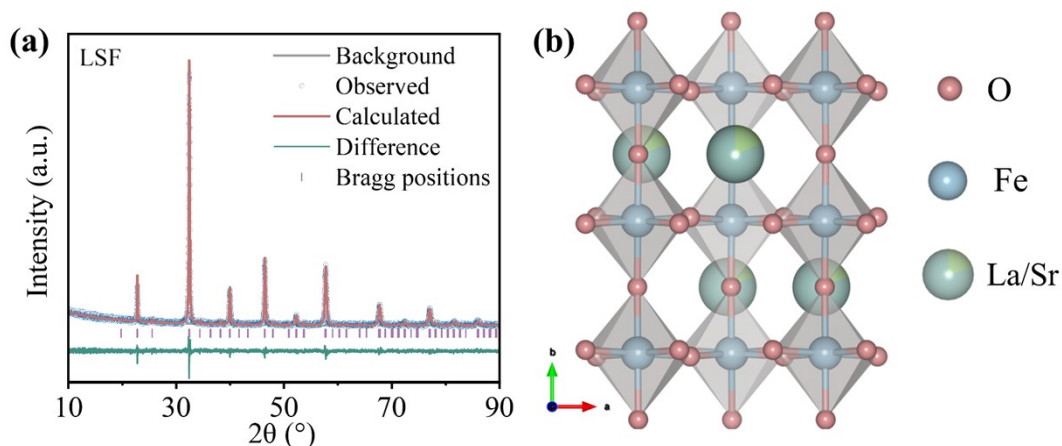 (a)
LSF
Background
Observed
Calculated
Difference
Bragg positions
Intensity (a.u.)
10 30 50 70 90
2θ (°)
(b)
O
Fe
La/Sr
b
a